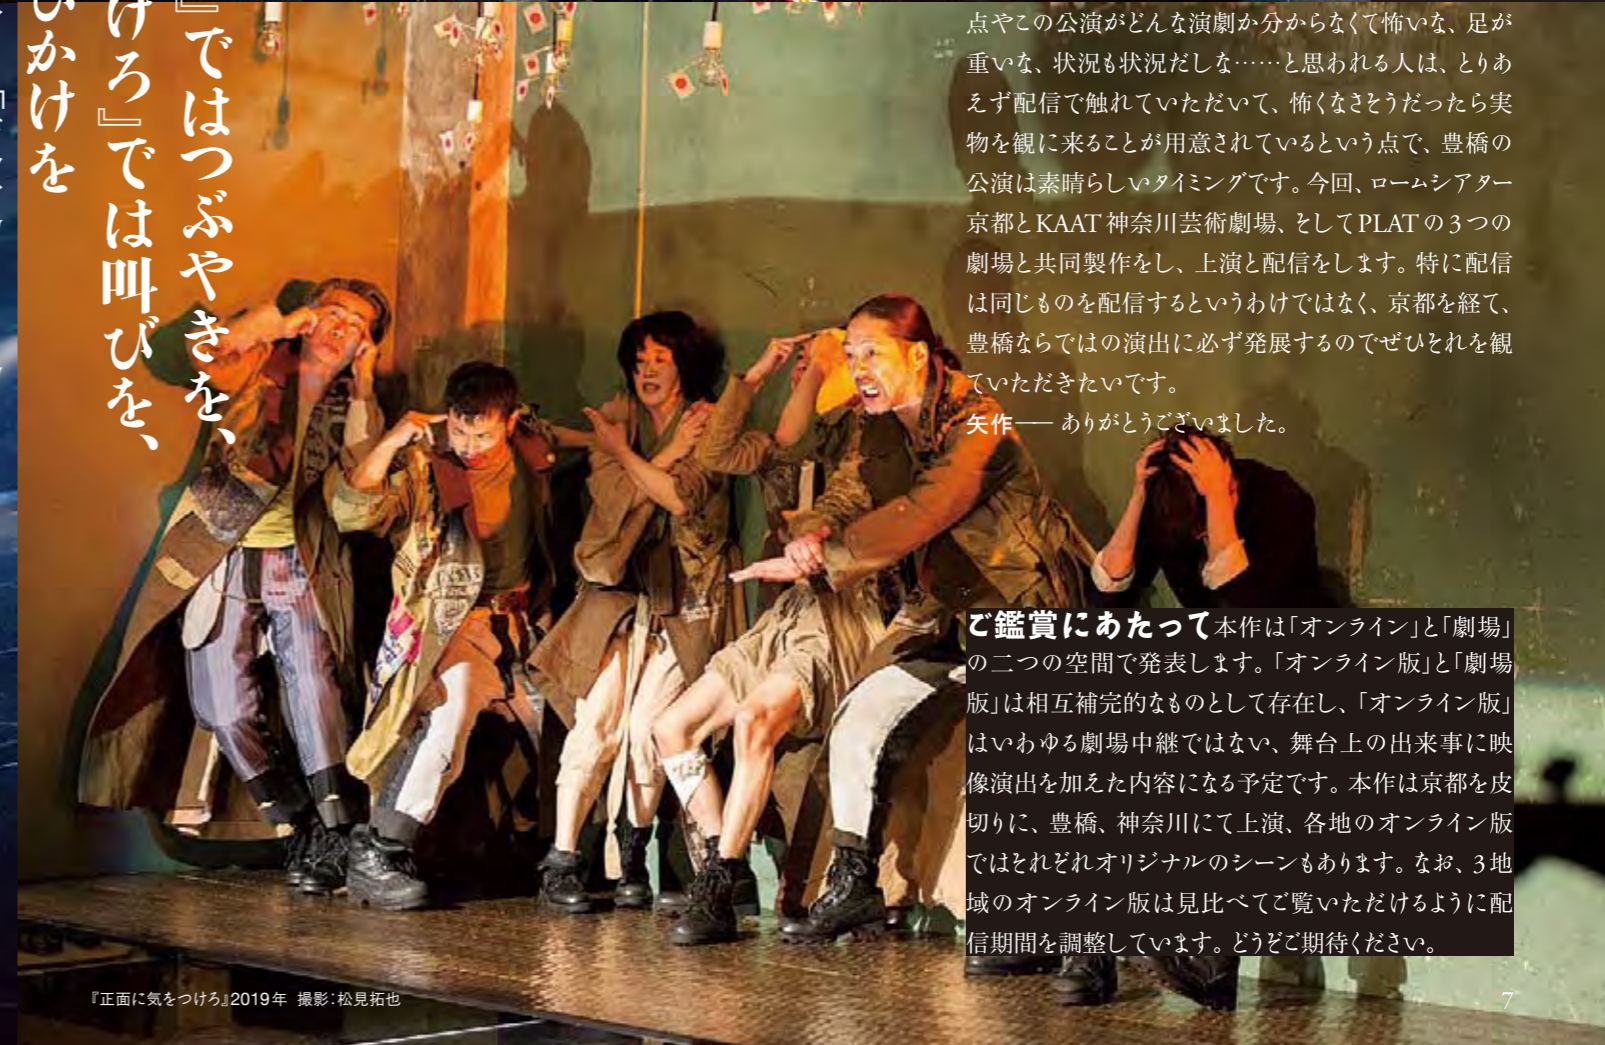 』ではつぶやきを、
けろ』では叫びを、
びかけを
点やこの公演がどんな演劇か分からなくて怖いな、足が
重いな、状況も状況だしな……と思われる人は、とりあ
えず配信で触れていただいて、怖くなさそうだったら実
物を観に来ることが用意されているという点で、豊橋の
公演は素晴らしいタイミングです。今回、ロームシアター
京都とKAAT神奈川芸術劇場、そしてPLATの3つの
劇場と共同製作をし、上演と配信をします。特に配信
は同じものを配信するというわけではなく、京都を経て、
豊橋ならではの演出に必ず発展するのでぜひそれを観
ていただきたいです。
矢作── ありがとうございました。
ご鑑賞にあたって本作は「オンライン」と「劇場」
の二つの空間で発表します。「オンライン版」と「劇場
版」は相互補完的なものとして存在し、「オンライン版」
はいわゆる劇場中継ではない、舞台上の出来事に映
像演出を加えた内容になる予定です。本作は京都を皮
切りに、豊橋、神奈川にて上演、各地のオンライン版
ではそれぞれオリジナルのシーンもあります。なお、3地
域のオンライン版は見比べてご覧いただけるように配
信期間を調整しています。どうぞご期待ください。
『正面に気をつけろ』2019年 撮影：松見拓也
7